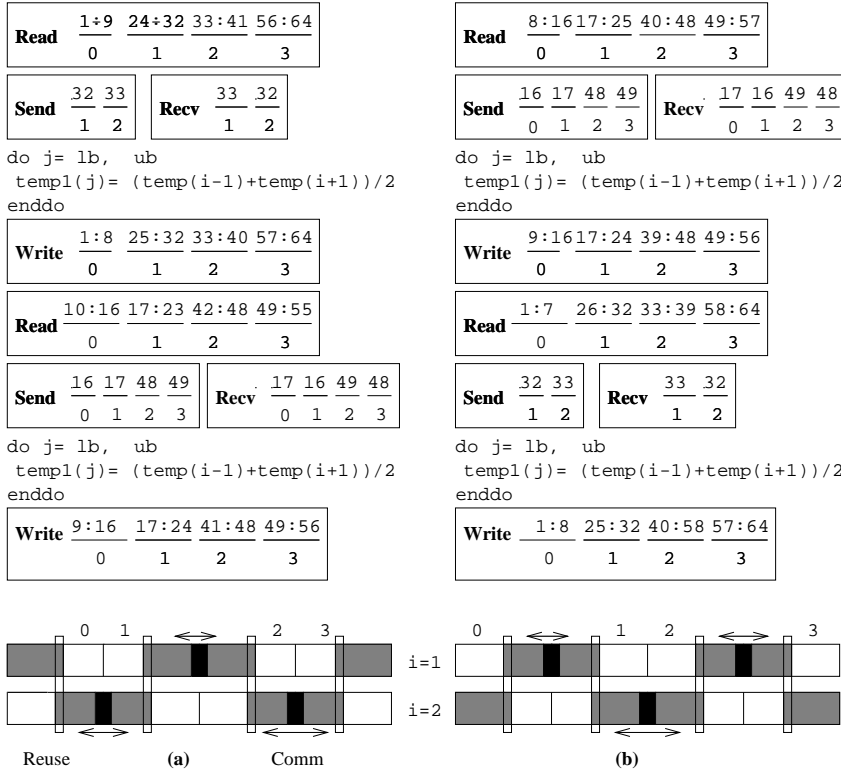 1÷9 24÷32 33:41 56:64
Read
0 1 2 3
32 33
Send
1 2
33 32
Recv
1 2
do j= lb, ub
temp1(j)= (temp(i-1)+temp(i+1))/2
enddo
1:8 25:32 33:40 57:64
Write
0 1 2 3
10:16 17:23 42:48 49:55
Read
0 1 2 3
16 17 48 49
Send
0 1 2 3
17 16 49 48
Recv
0 1 2 3
do j= lb, ub
temp1(j)= (temp(i-1)+temp(i+1))/2
enddo
Write 9:16 17:24 41:48 49:56
0 1 2 3
8:16 17:25 40:48 49:57
Read
0 1 2 3
16 17 48 49
Send
0 1 2 3
17 16 49 48
Recv
0 1 2 3
do j= lb, ub
temp1(j)= (temp(i-1)+temp(i+1))/2
enddo
9:16 17:24 39:48 49:56
Write
0 1 2 3
1:7 26:32 33:39 58:64
Read
0 1 2 3
32 33
Send
1 2
33 32
Recv
1 2
do j= lb, ub
temp1(j)= (temp(i-1)+temp(i+1))/2
enddo
Write 1:8 25:32 40:58 57:64
0 1 2 3
0 1 2 3
0 1 2 3
i=1
i=2
Reuse (a) Comm (b)